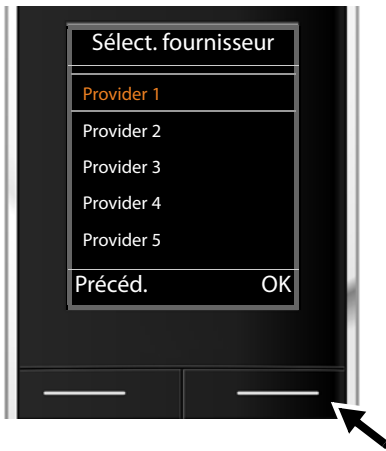 Sélect. fournisseur
Provider 1
Provider 2
Provider 3
Provider 4
Provider 5
Précéd. OK